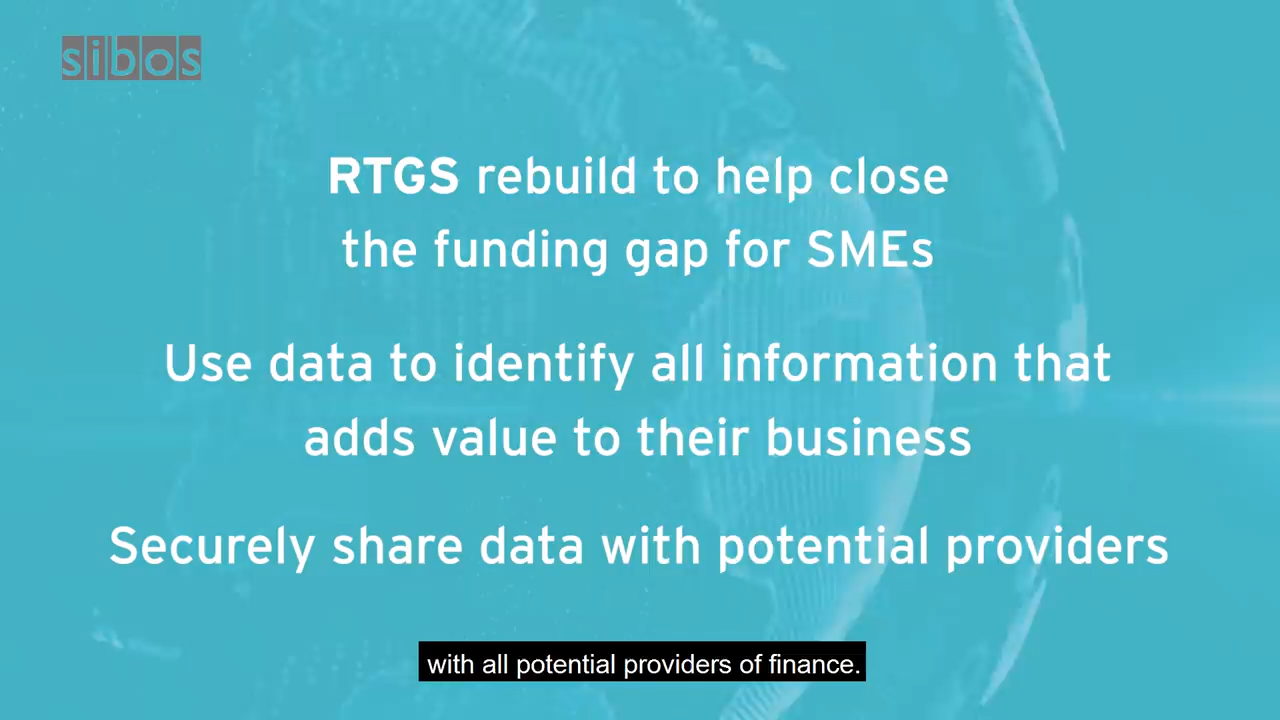 sibos
RTGS rebuild to help close
the funding gap for SMEs
Use data to identify all information that
adds value to their business
Securely share data with potential providers
with all potential providers of finance.